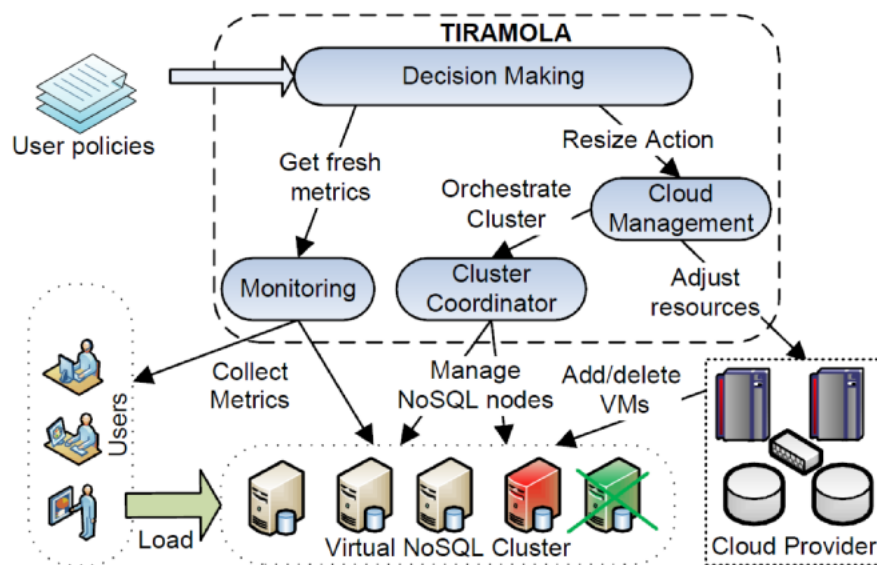 TIRAMOLA
Decision Making
User policies
Get fresh
metrics
Resize Action
Orchestrate
Cluster
Cloud
Management
Monitoring
Cluster
Coordinator
Adjust
resources
Users
Collect
Metrics
Manage
NoSQL nodes
Add/delete
VMs
Load
Virtual NoSQL Cluster
Cloud Provider